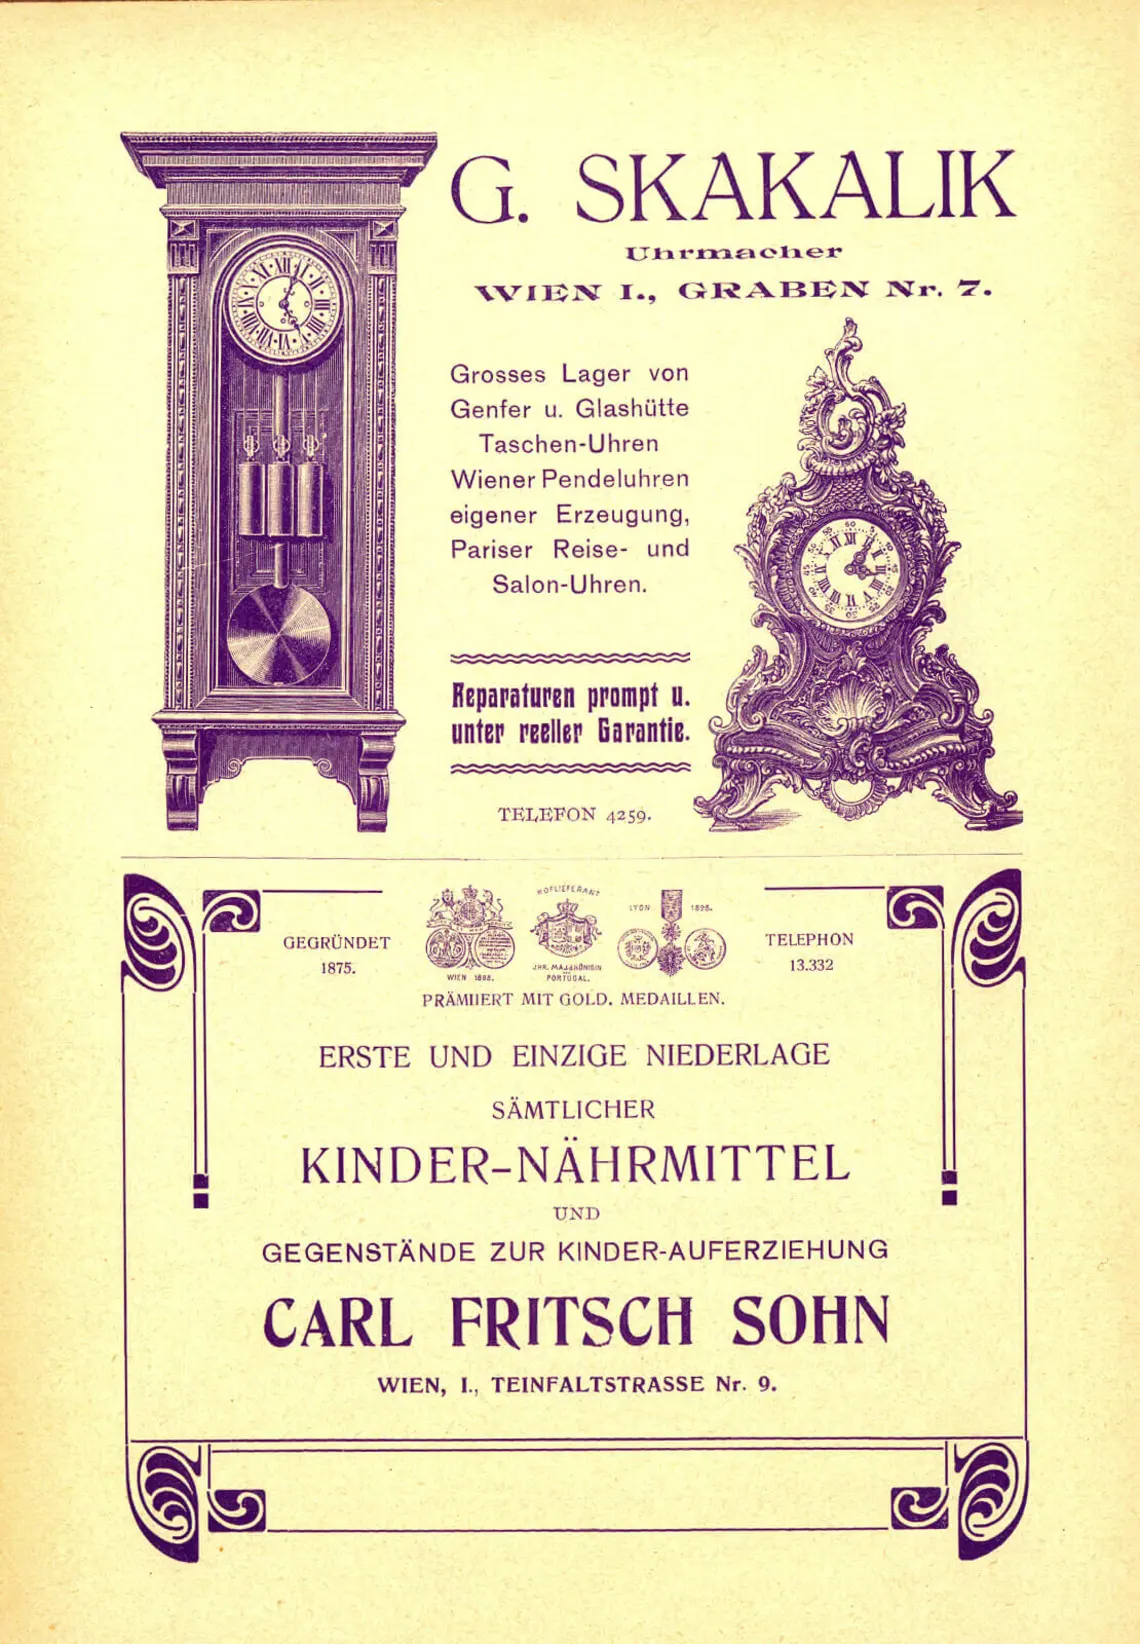 G. SKAKALIK
Uhrmacher
WIEN I., GRABEN Nr. 7.
Grosses Lager von
Genfer u. Glashütte
Taschen-Uhren
Wiener Pendeluhren
eigener Erzeugung,
Pariser Reise- und
Salon-Uhren.
Reparaturen prompt u.
unter reeller Garantie.
TELEFON 4259.
GEGRÜNDET
1875.
WIEN 1898.
HOFLIEFERANT
JHR. MAJ.d.KÖNIGIN
PORTUGAL.
LYON 1898.
TELEPHON
13.332
PRÄMIIERT MIT GOLD. MEDAILLEN.
ERSTE UND EINZIGE NIEDERLAGE
SÄMTLICHER
KINDER-NÄHRMITTEL
UND
GEGENSTÄNDE ZUR KINDER-AUFERZIEHUNG
CARL FRITSCH SOHN
WIEN, I., TEINFALTSTRASSE Nr. 9.